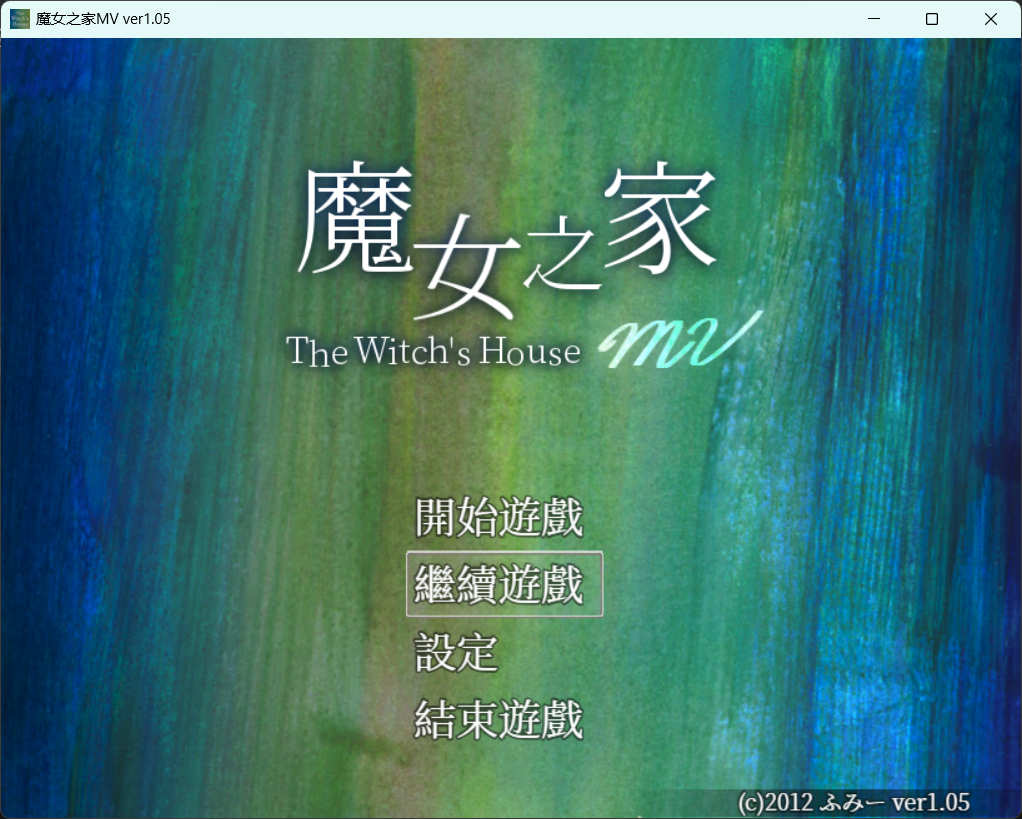 魔女之家MV ver1.05
魔女之家
The Witch's House MV
開始遊戲
繼續遊戲
設定
結束遊戲
(c)2012 ふみー ver1.05